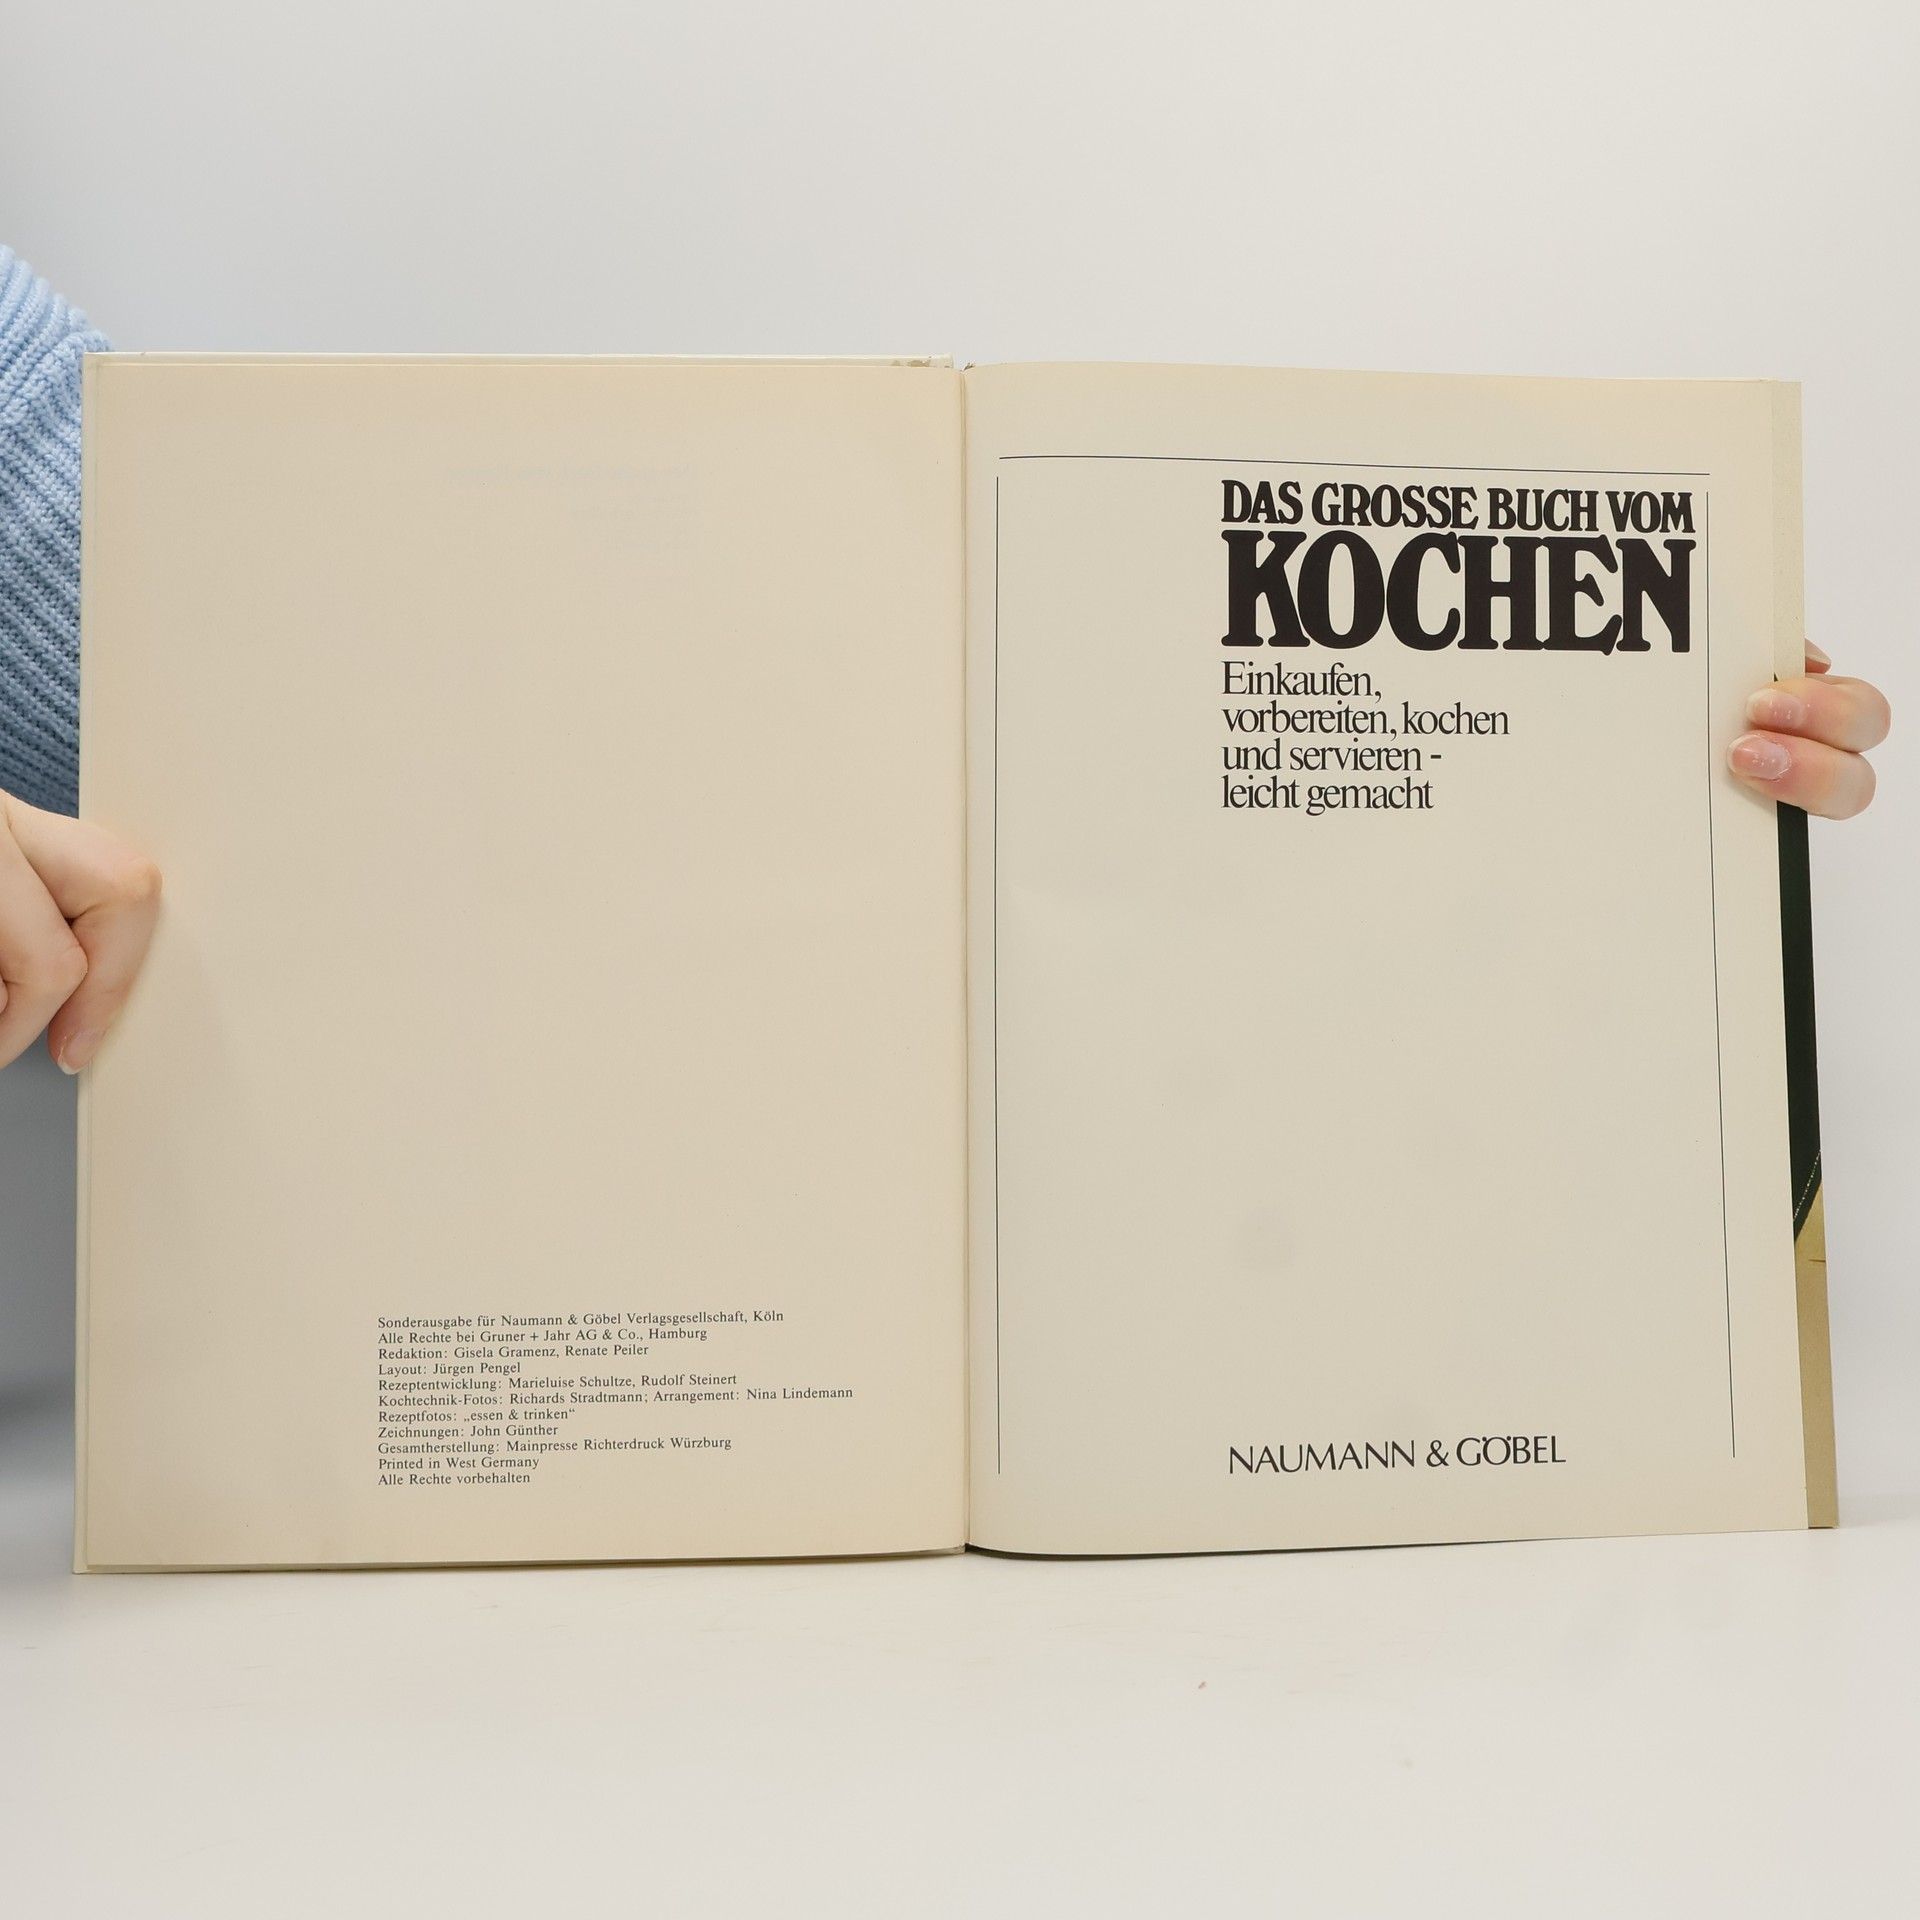 Sonderausgabe für Naumann & Göbel Verlagsgesellschaft, Köln
Alle Rechte bei Gruner + Jahr AG & Co., Hamburg
Redaktion: Gisela Gramenz, Renate Peiler
Layout: Jürgen Pengel
Rezeptentwicklung: Marieluise Schultze, Rudolf Steinert
Kochtechnik-Fotos: Richards Stradtmann; Arrangement: Nina Lindemann
Rezeptfotos: „essen & trinken“
Zeichnungen: John Günther
Gesamtherstellung: Mainpresse Richterdruck Würzburg
Printed in West Germany
Alle Rechte vorbehalten
DAS GROSSE BUCH VOM
KOCHEN
Einkaufen,
vorbereiten, kochen
und servieren -
leicht gemacht
NAUMANN & GÖBEL